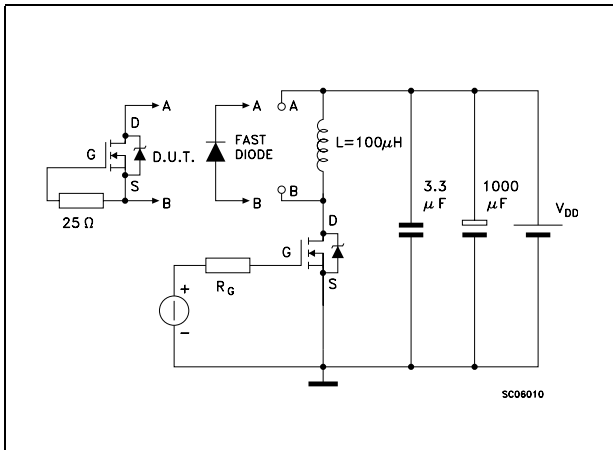 A
D
G
D.U.T.
S
B
25 Ω
A
FAST
DIODE
B
A
L=100μH
B
D
G
S
R_G
+
−
3.3
μF
1000
μF
V_DD
SC06010